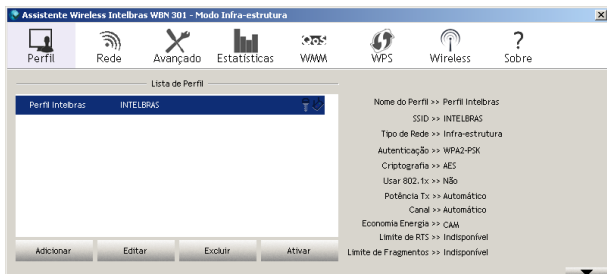 Assistente Wireless Intelbras WBN 301 - Modo Infra-estrutura
Perfil Rede Avançado Estatísticas QoS WMM WPS Wireless Sobre
Lista de Perfil
Perfil Intelbras INTELBRAS
Adicionar Editar Excluir Ativar
Nome do Perfil >> Perfil Intelbras
SSID >> INTELBRAS
Tipo de Rede >> Infra-estrutura
Autenticação >> WPA2-PSK
Criptografia >> AES
Usar 802.1x >> Não
Potência Tx >> Automático
Canal >> Automático
Economia Energia >> CAM
Limite de RTS >> Indisponível
Limite de Fragmentos >> Indisponível